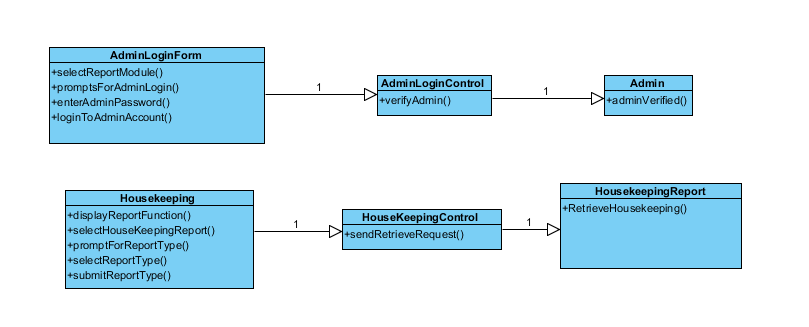 AdminLoginForm
+selectReportModule()
+promptsForAdminLogin()
+enterAdminPassword()
+loginToAdminAccount()
1
AdminLoginControl
+verifyAdmin()
1
Admin
+adminVerified()
Housekeeping
+displayReportFunction()
+selectHouseKeepingReport()
+promptForReportType()
+selectReportType()
+submitReportType()
1
HouseKeepingControl
+sendRetrieveRequest()
1
HousekeepingReport
+RetrieveHousekeeping()